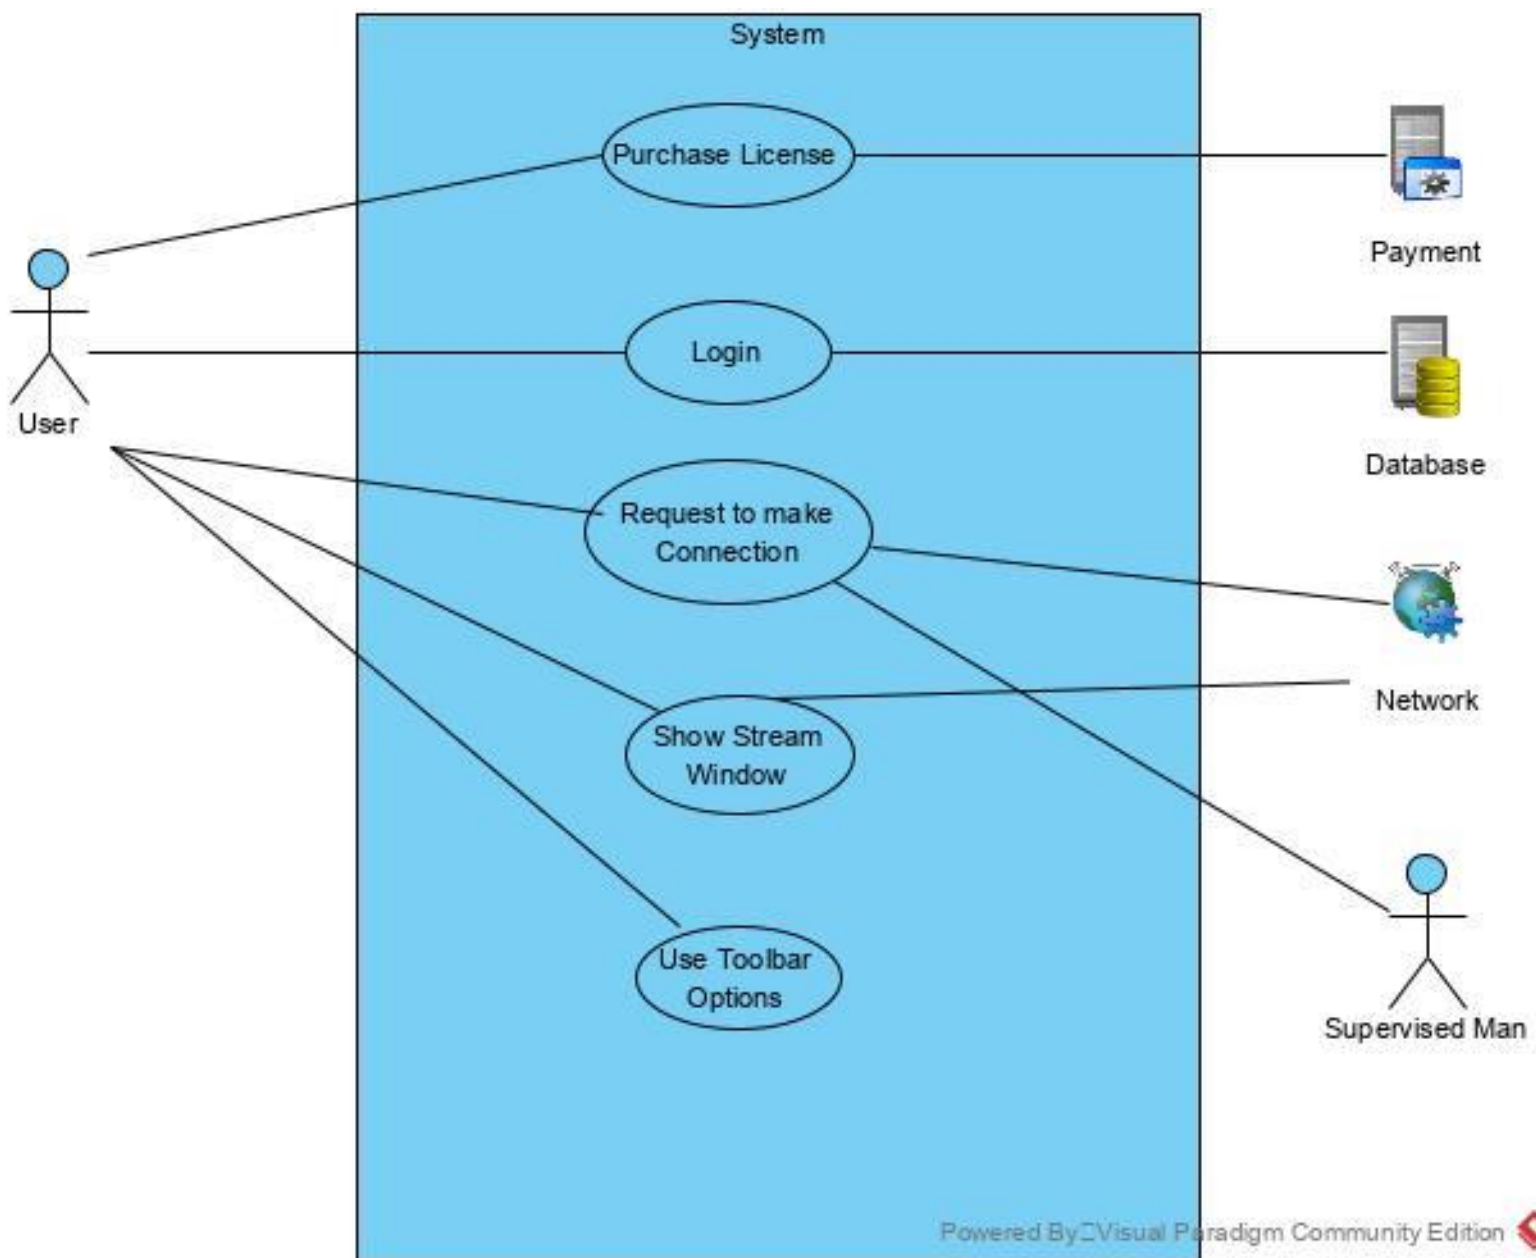 System
Purchase License
Payment
Login
User
Database
Request to make
Connection
Network
Show Stream
Window
Use Toolbar
Options
Supervised Man
Powered By Visual Paradigm Community Edition